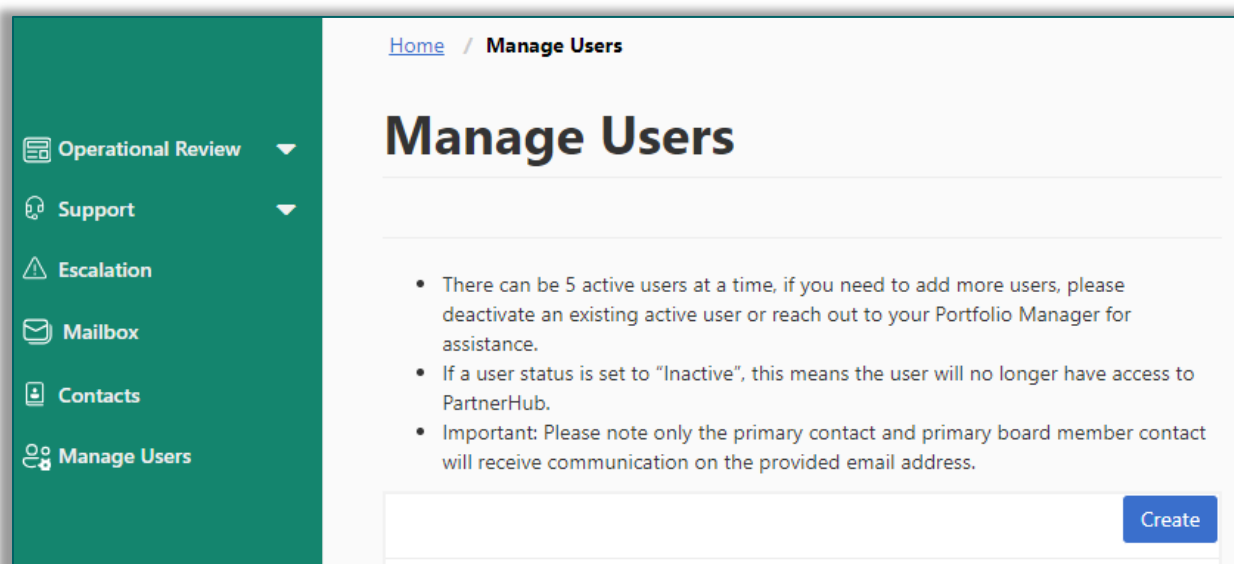 Home / Manage Users
Manage Users
Operational Review
Support
Escalation
Mailbox
Contacts
Manage Users
• There can be 5 active users at a time, if you need to add more users, please
deactivate an existing active user or reach out to your Portfolio Manager for
assistance.
• If a user status is set to “Inactive”, this means the user will no longer have access to
PartnerHub.
• Important: Please note only the primary contact and primary board member contact
will receive communication on the provided email address.
Create